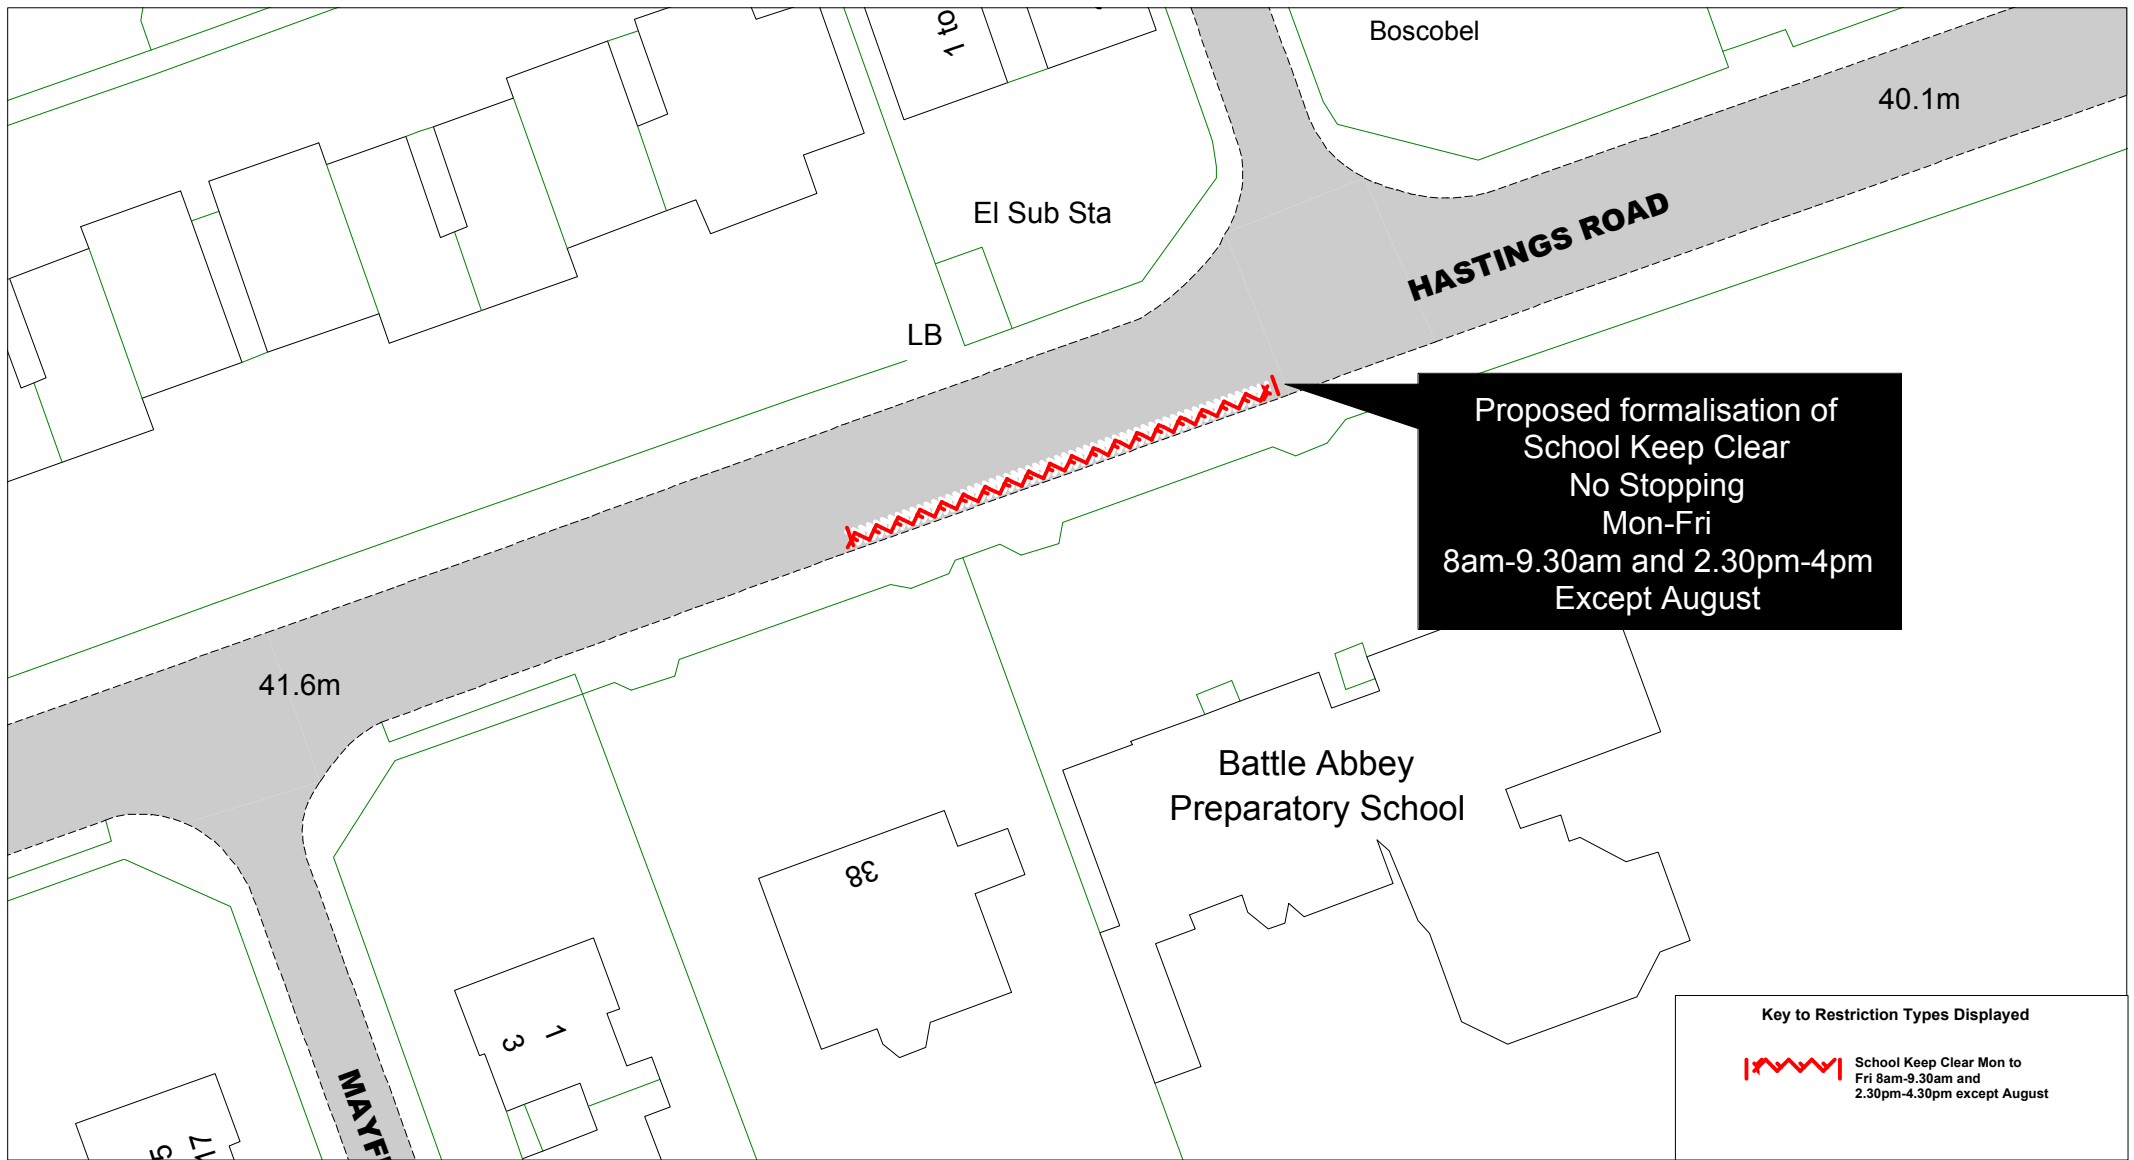 1 to
Boscobel
40.1m
El Sub Sta
HASTINGS ROAD
LB
Proposed formalisation of
School Keep Clear
No Stopping
Mon-Fri
8am-9.30am and 2.30pm-4pm
Except August
41.6m
Battle Abbey
Preparatory School
38
1
3
MAYF
17
5
Key to Restriction Types Displayed
School Keep Clear Mon to
Fri 8am-9.30am and
2.30pm-4.30pm except August